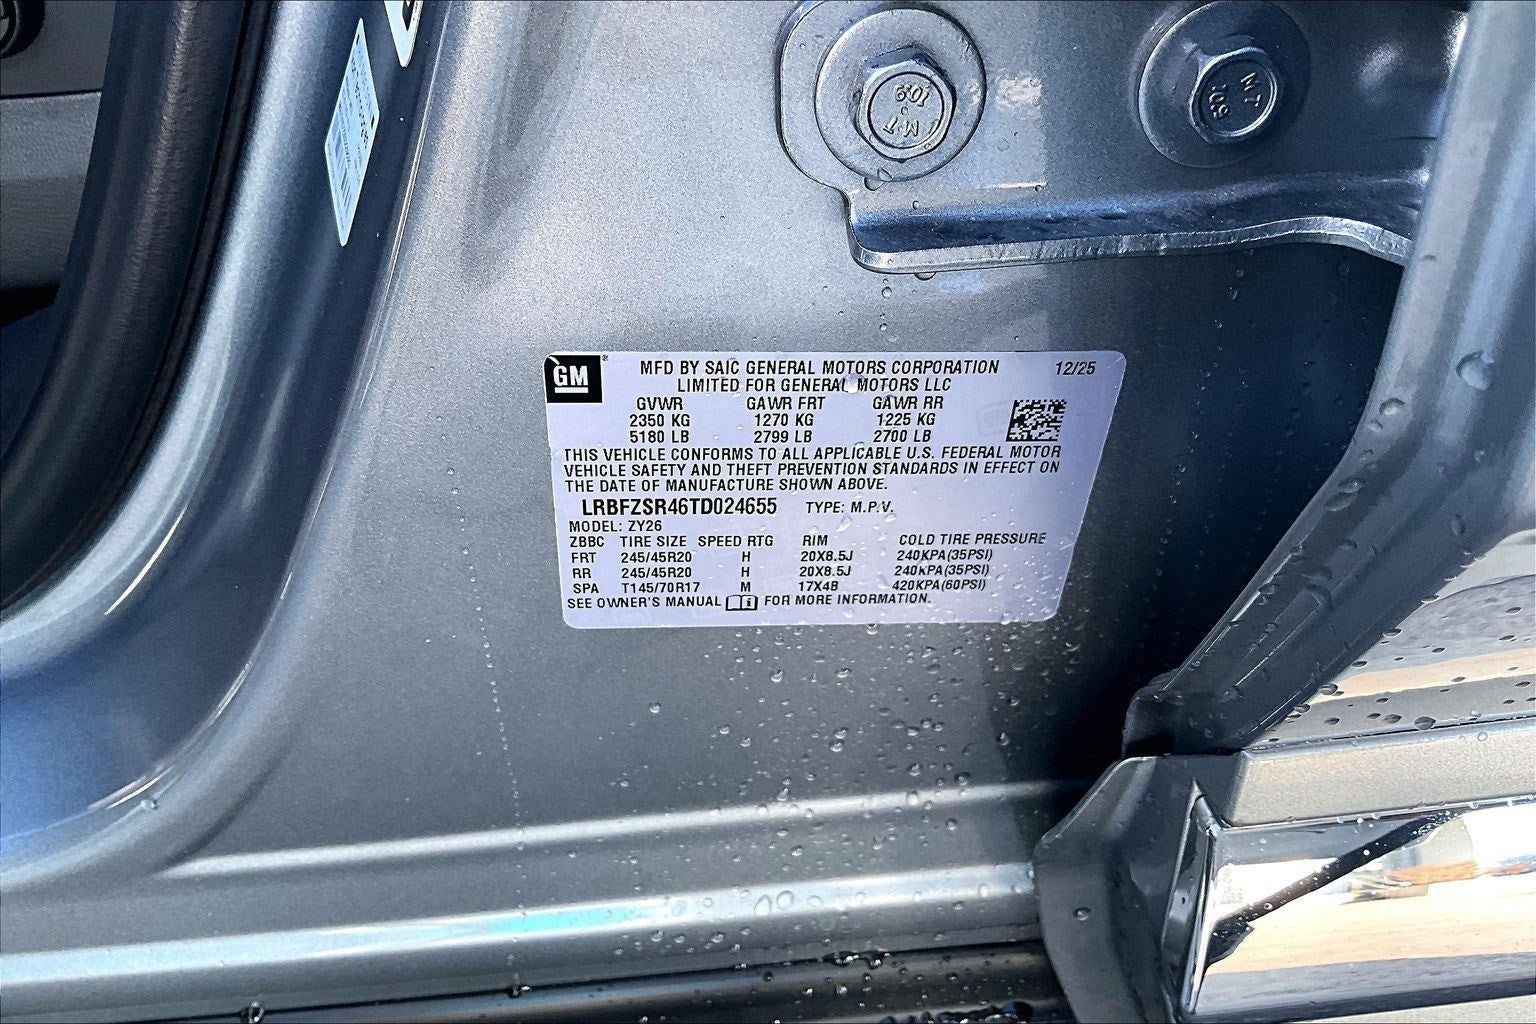 10.9
M-T
M T
10.9
GM
MFD BY SAIC GENERAL MOTORS CORPORATION 12/25
LIMITED FOR GENERAL MOTORS LLC
GVWR GAWR FRT GAWR RR
2350 KG 1270 KG 1225 KG
5180 LB 2799 LB 2700 LB
THIS VEHICLE CONFORMS TO ALL APPLICABLE U.S. FEDERAL MOTOR
VEHICLE SAFETY AND THEFT PREVENTION STANDARDS IN EFFECT ON
THE DATE OF MANUFACTURE SHOWN ABOVE.
LRBFZSR46TD024655 TYPE: M.P.V.
MODEL: ZY26
ZBBC TIRE SIZE SPEED RTG RIM COLD TIRE PRESSURE
FRT 245/45R20 H 20X8.5J 240KPA(35PSI)
RR 245/45R20 H 20X8.5J 240KPA(35PSI)
SPA T145/70R17 M 17X4B 420KPA(60PSI)
SEE OWNER'S MANUAL FOR MORE INFORMATION.